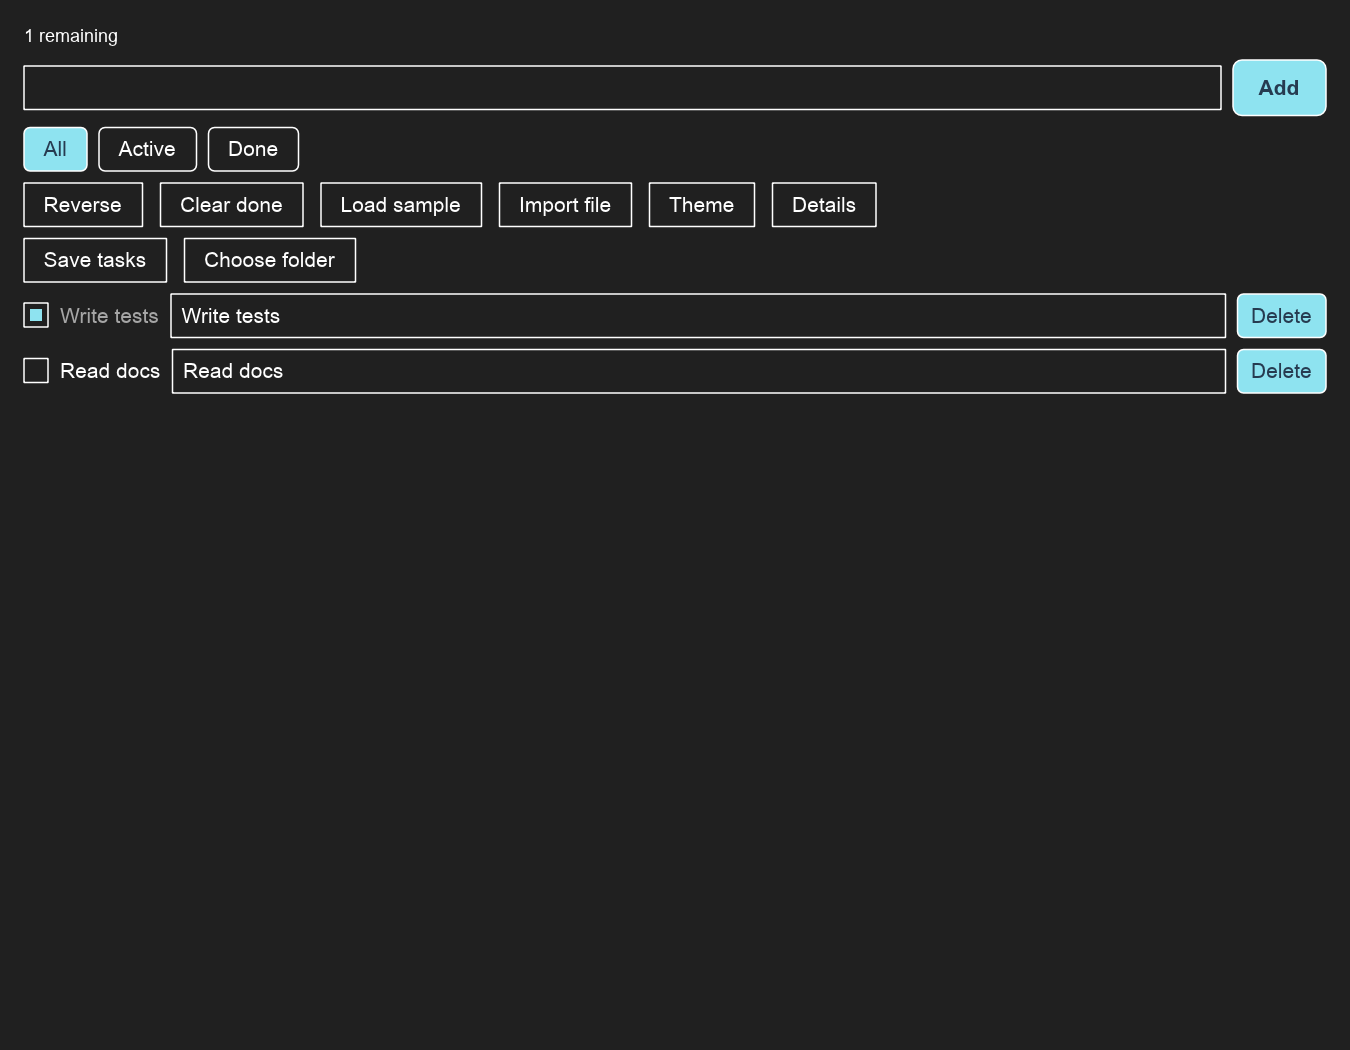 1 remaining
Add
All Active Done
Reverse Clear done Load sample Import file Theme Details
Save tasks Choose folder
Write tests Write tests Delete
Read docs Read docs Delete